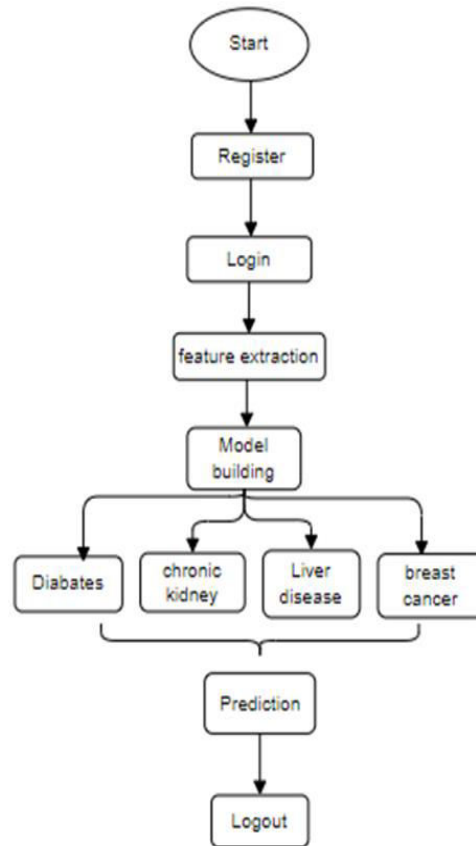 Start
Register
Login
feature extraction
Model
building
Diabates
chronic
kidney
Liver
disease
breast
cancer
Prediction
Logout